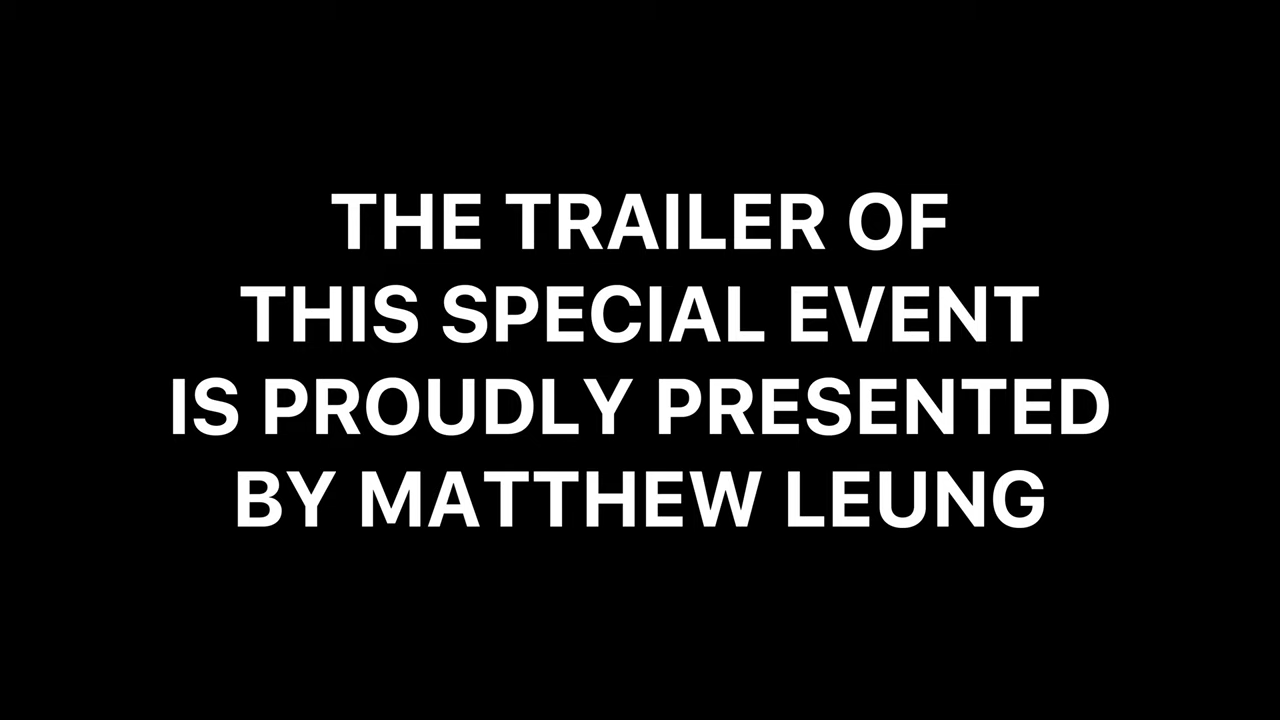 THE TRAILER OF
THIS SPECIAL EVENT
IS PROUDLY PRESENTED
BY MATTHEW LEUNG